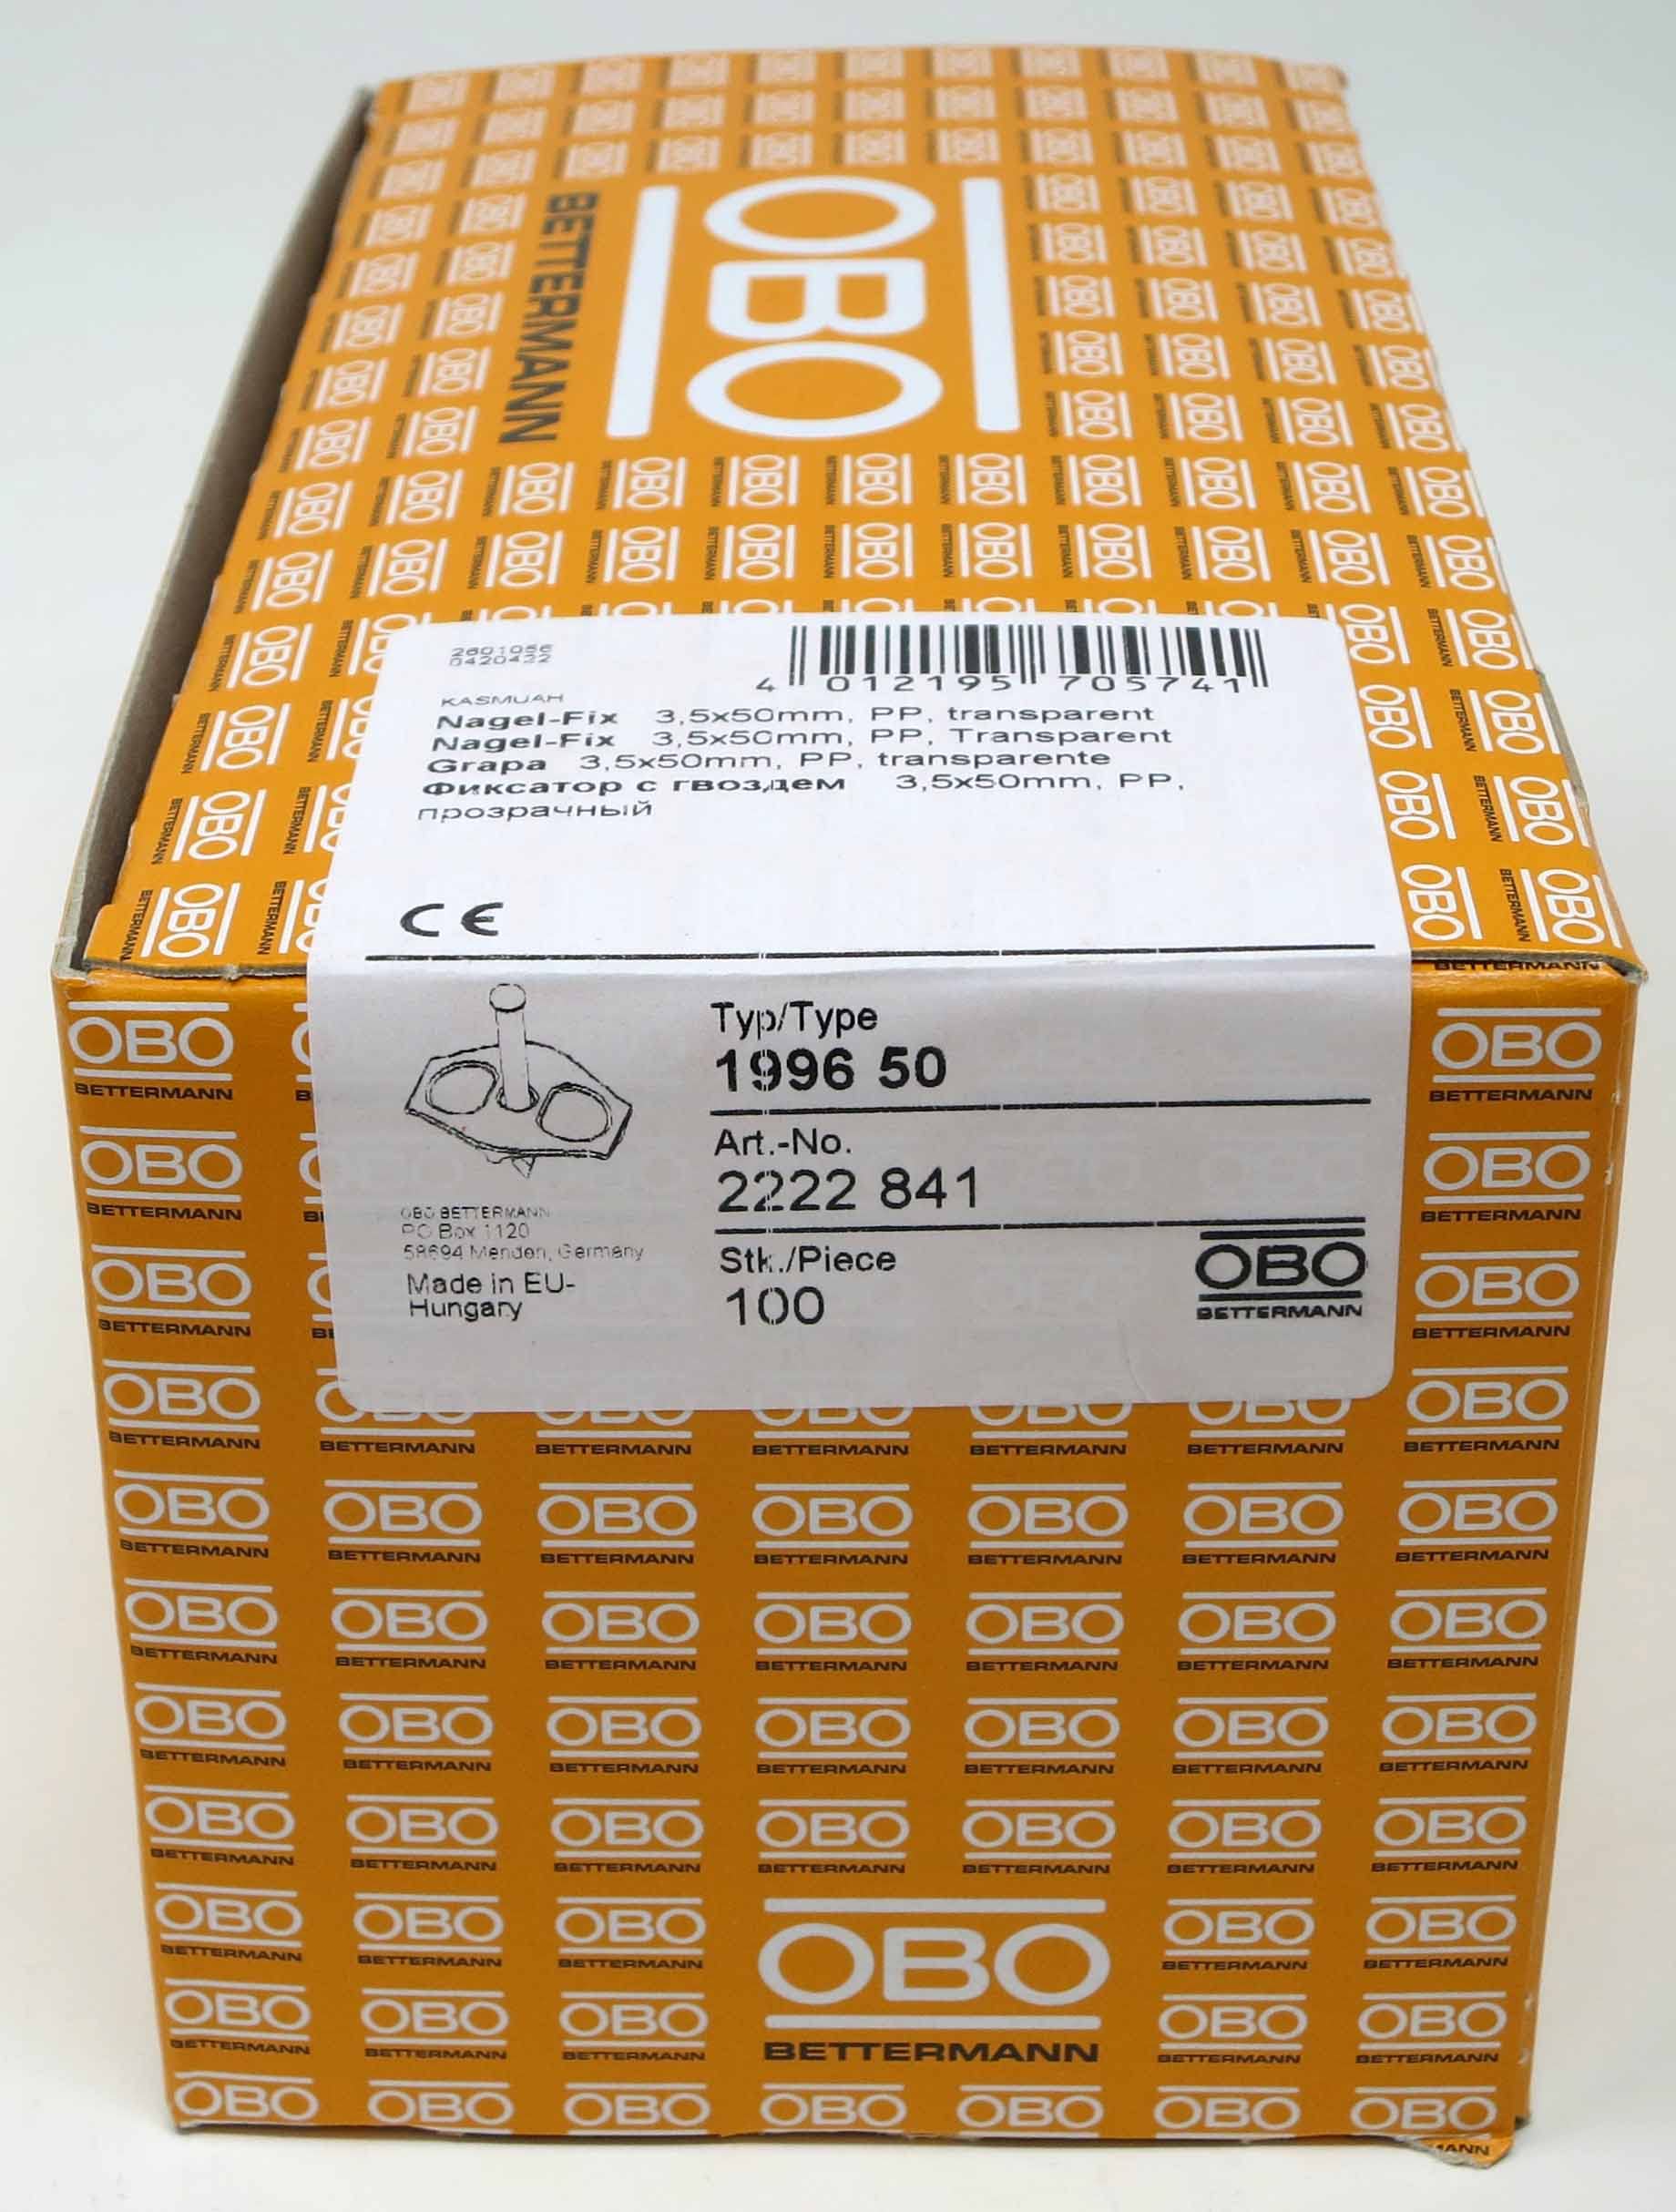 OBO
BETTERMANN
0420422
4 012195 705741
KASMUAH
Nagel-Fix 3,5x50mm, PP, transparent
Nagel-Fix 3,5x50mm, PP, Transparent
Grapa 3,5x50mm, PP, transparente
Фиксатор с гвоздем 3,5x50mm, PP,
прозрачный
CE
Typ/Type
1996 50
Art.-No.
2222 841
Stk./Piece
100
OBO BETTERMANN
PO Box 1120
58694 Menden, Germany
Made in EU-
Hungary
OBO
BETTERMANN
OBO
BETTERMANN